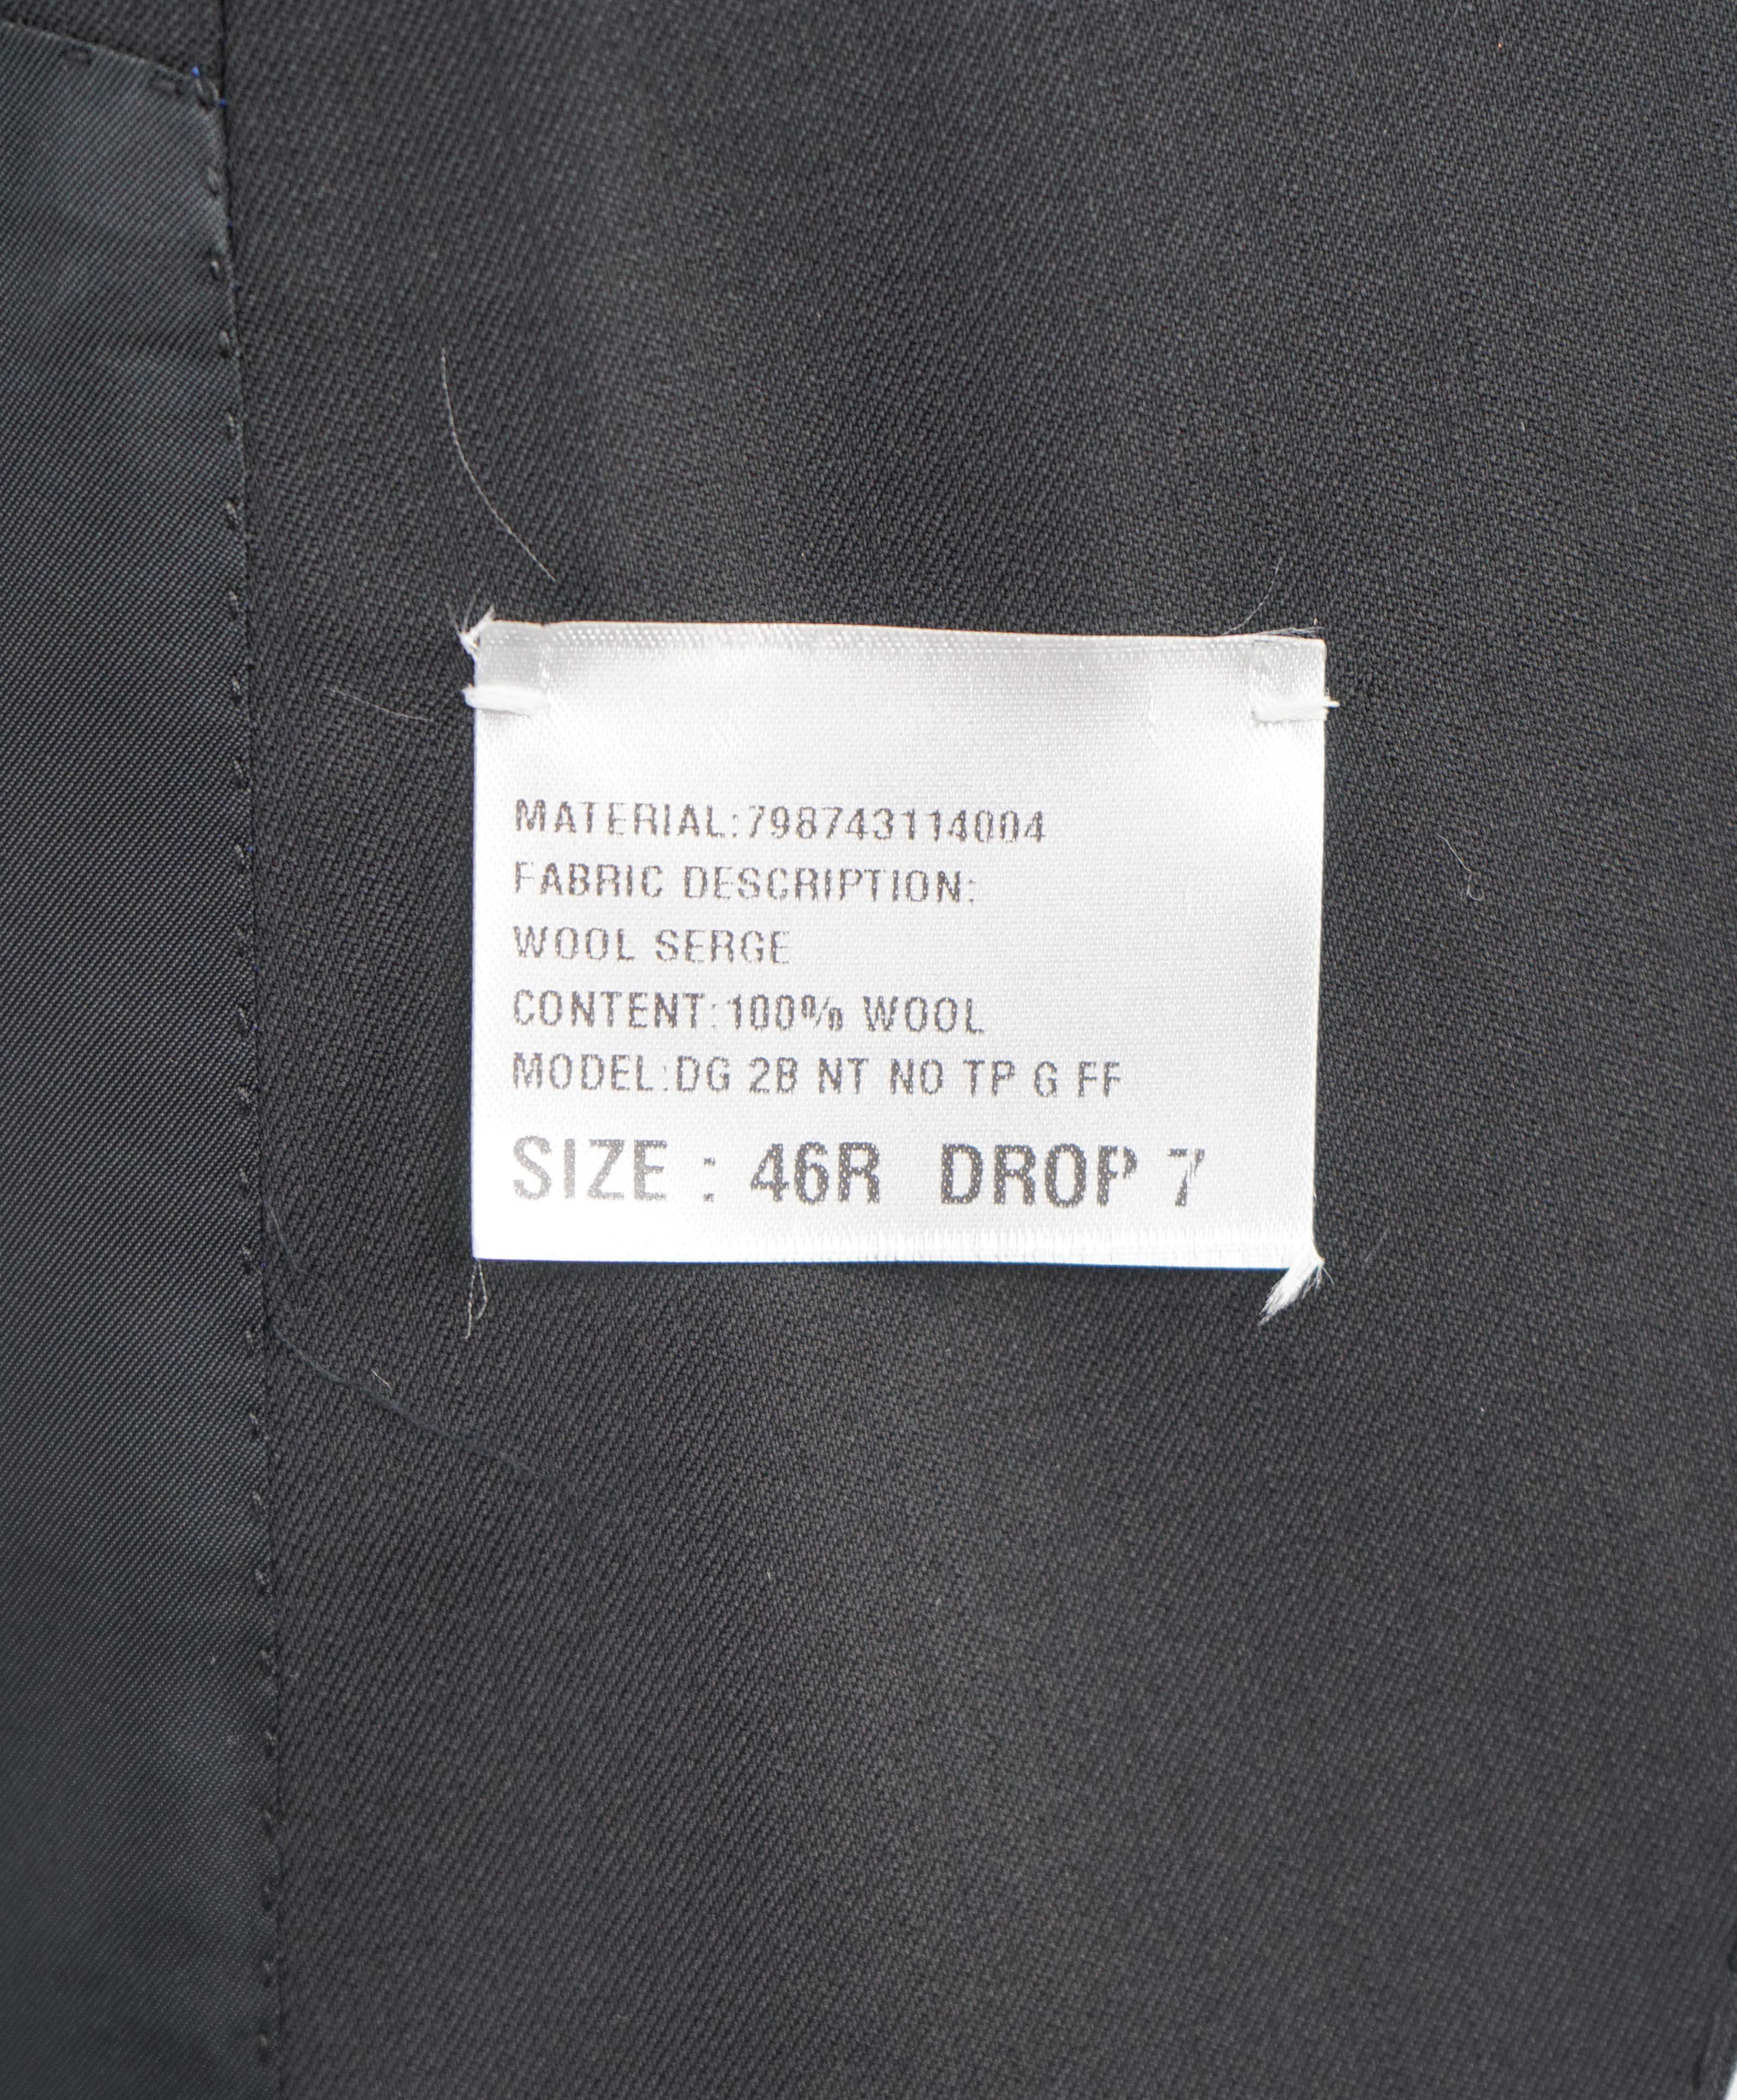 MATERIAL:798743114004
FABRIC DESCRIPTION:
WOOL SERGE
CONTENT:100% WOOL
MODEL:DG 2B NT NO TP G FF
SIZE : 46R DROP 7